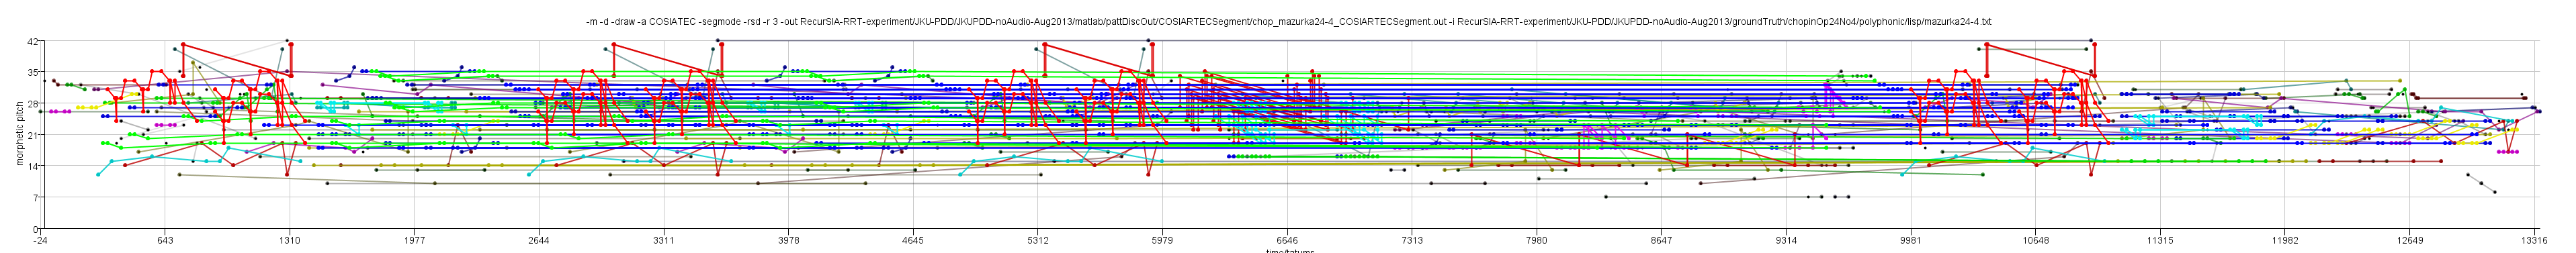 -m -d -draw -a COSIATEC -segmode -rsd -r 3 -out RecurSIA-RRT-experiment/JKU-PDD/JKUPDD-noAudio-Aug2013/matlab/pattDiscOut/COSIARTECSegment/chop_mazurka24-4_COSIARTECSegment.out -i RecurSIA-RRT-experiment/JKU-PDD/JKUPDD-noAudio-Aug2013/groundTruth/chopinOp24No4/polyphonic/lisp/mazurka24-4.txt
42
35
28
21
14
7
0
morphetic pitch
-24 643 1310 1977 2644 3311 3978 4645 5312 5979 6646 7313 7980 8647 9314 9981 10648 11315 11982 12649 13316
time/tatums